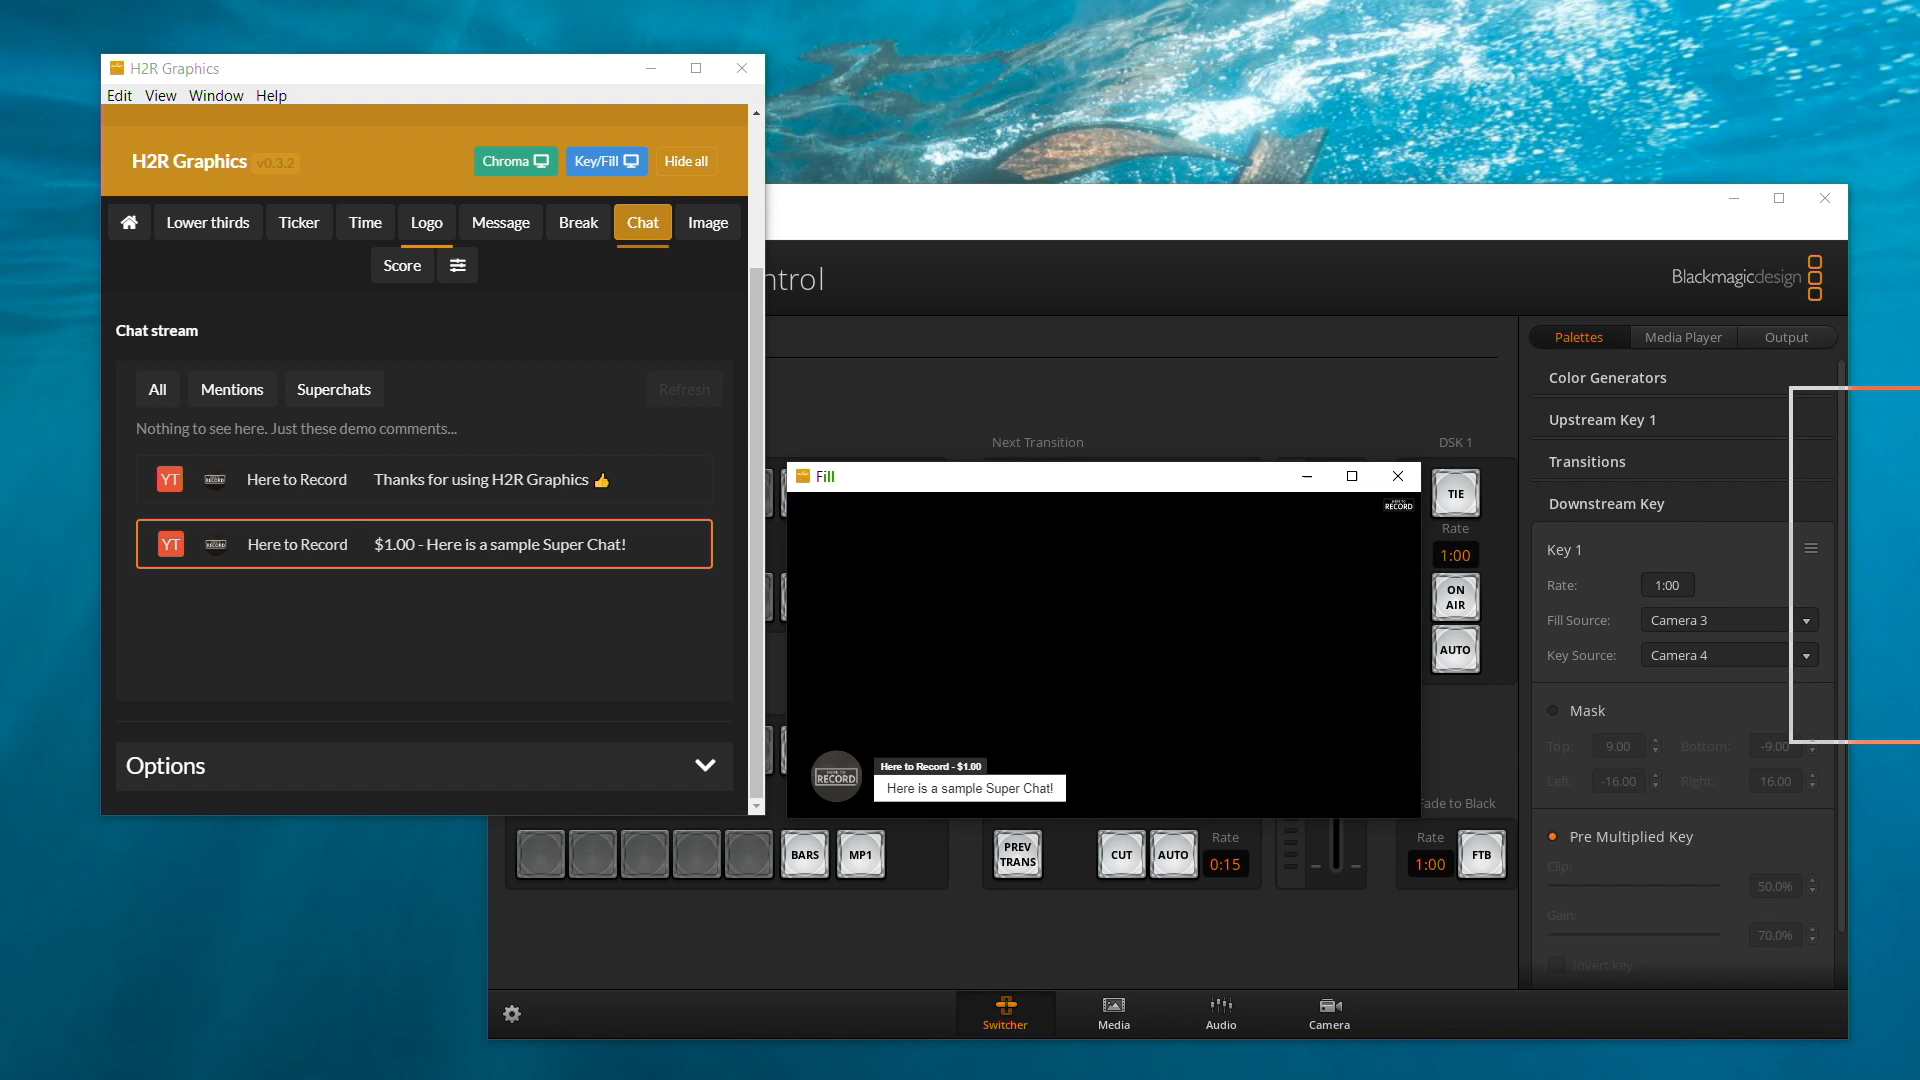 H2R Graphics
Edit View Window Help
H2R Graphics v0.3.2
Chroma
Key/Fill
Hide all
Lower thirds
Ticker
Time
Logo
Message
Break
Chat
Image
Score
Chat stream
All
Mentions
Superchats
Refresh
Nothing to see here. Just these demo comments...
YT Here to Record Thanks for using H2R Graphics 👍
YT Here to Record $1.00 - Here is a sample Super Chat!
Options
ntrol
Blackmagicdesign
Palettes
Media Player
Output
Color Generators
Upstream Key 1
Transitions
Downstream Key
Key 1
Rate: 1:00
Fill Source: Camera 3
Key Source: Camera 4
Mask
Top: 9.00 Bottom: -9.00
Left: -16.00 Right: 16.00
Pre Multiplied Key
Clip:
50.0%
Gain:
70.0%
Invert key
Next Transition
DSK 1
TIE
Rate
1:00
ON
AIR
AUTO
Fill
HERE TO
RECORD
HERE TO
RECORD
Here to Record - $1.00
Here is a sample Super Chat!
Fade to Black
BARS
MP1
PREV
TRANS
CUT
AUTO
Rate
0:15
Rate
1:00
FTB
Switcher
Media
Audio
Camera